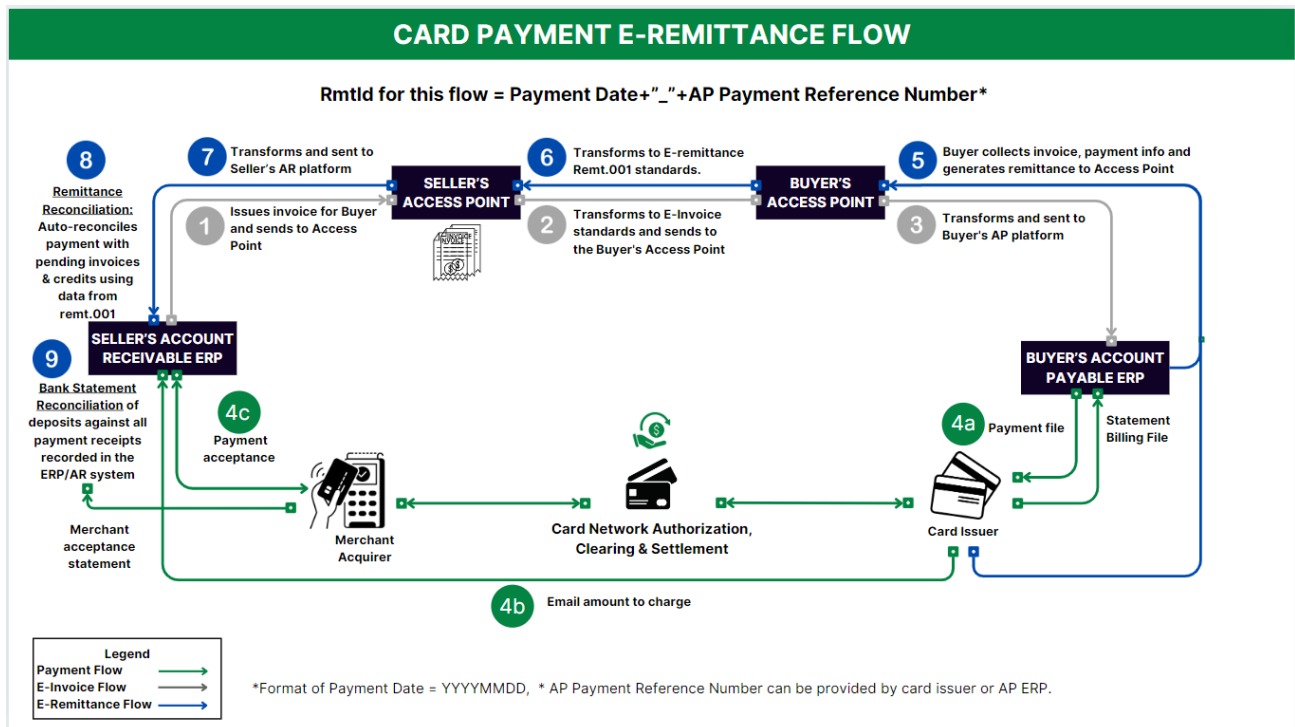 CARD PAYMENT E-REMITTANCE FLOW
RmtId for this flow = Payment Date+”_”+AP Payment Reference Number*
8
Remittance
Reconciliation:
Auto-reconciles
payment with
pending invoices
& credits using
data from
remt.001
7
Transforms and sent to
Seller’s AR platform
1
Issues invoice for Buyer
and sends to Access
Point
SELLER’S
ACCESS POINT
INVOICE
6
Transforms to E-remittance
Remt.001 standards.
2
Transforms to E-Invoice
standards and sends to
the Buyer's Access Point
BUYER’S
ACCESS POINT
5
Buyer collects invoice, payment info and
generates remittance to Access Point
3
Transforms and sent to
Buyer's AP platform
SELLER’S ACCOUNT
RECEIVABLE ERP
BUYER’S ACCOUNT
PAYABLE ERP
9
Bank Statement
Reconciliation of
deposits against all
payment receipts
recorded in the
ERP/AR system
4c
Payment
acceptance
4a
Payment file
Statement
Billing File
Merchant
acceptance
statement
Merchant
Acquirer
Card Network Authorization,
Clearing & Settlement
Card Issuer
4b
Email amount to charge
Legend
Payment Flow
E-Invoice Flow
E-Remittance Flow
*Format of Payment Date = YYYYMMDD, * AP Payment Reference Number can be provided by card issuer or AP ERP.